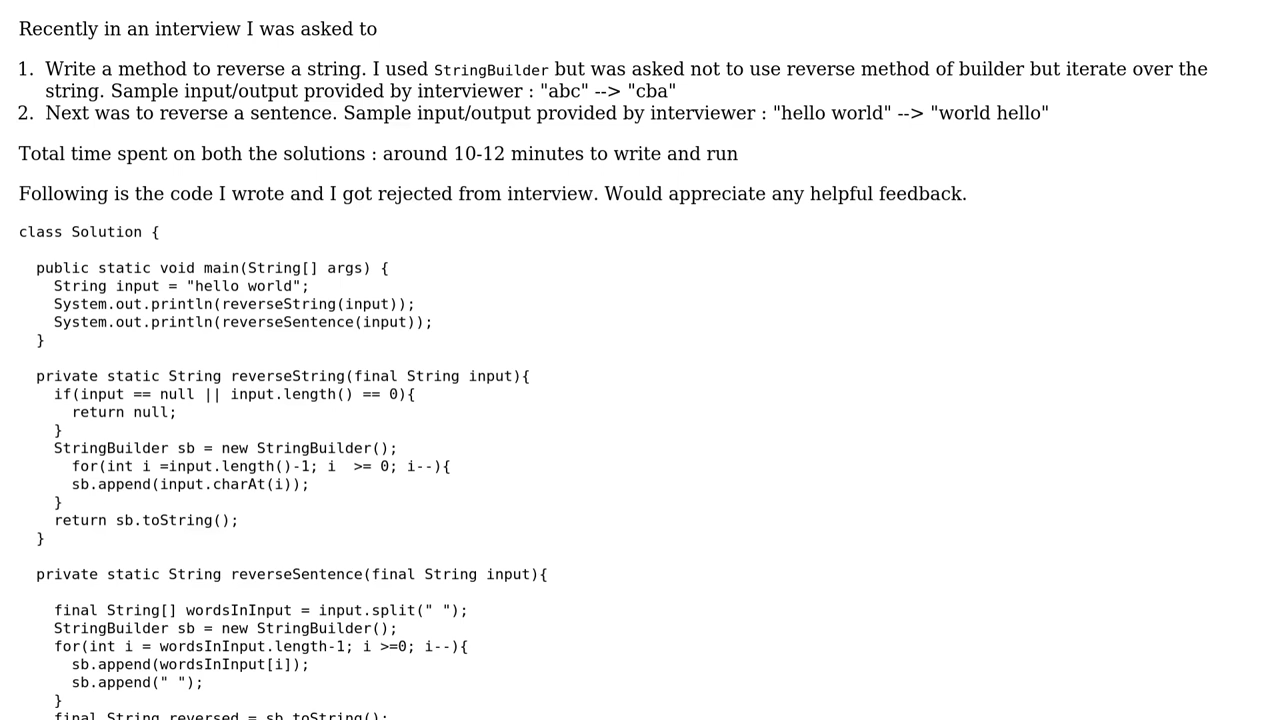 Recently in an interview I was asked to
1. Write a method to reverse a string. I used StringBuilder but was asked not to use reverse method of builder but iterate over the
string. Sample input/output provided by interviewer : "abc" --> "cba"
2. Next was to reverse a sentence. Sample input/output provided by interviewer : "hello world" --> "world hello"
Total time spent on both the solutions : around 10-12 minutes to write and run
Following is the code I wrote and I got rejected from interview. Would appreciate any helpful feedback.
class Solution {
  public static void main(String[] args) {
    String input = "hello world";
    System.out.println(reverseString(input));
    System.out.println(reverseSentence(input));
  }
  private static String reverseString(final String input){
    if(input == null || input.length() == 0){
      return null;
    }
    StringBuilder sb = new StringBuilder();
      for(int i =input.length()-1; i  >= 0; i--){
      sb.append(input.charAt(i));
    }
    return sb.toString();
  }
  private static String reverseSentence(final String input){
    final String[] wordsInInput = input.split(" ");
    StringBuilder sb = new StringBuilder();
    for(int i = wordsInInput.length-1; i >=0; i--){
      sb.append(wordsInInput[i]);
      sb.append(" ");
    }
    final String reversed = sb.toString();